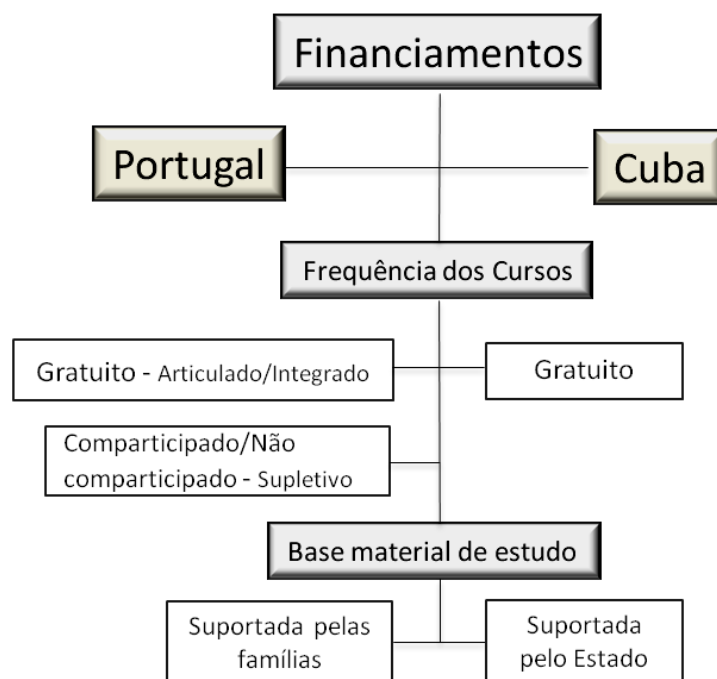 Financiamentos
Portugal
Cuba
Frequência dos Cursos
Gratuito - Articulado/Integrado
Gratuito
Comparticipado/Não
comparticipado - Supletivo
Base material de estudo
Suportada pelas
famílias
Suportada
pelo Estado